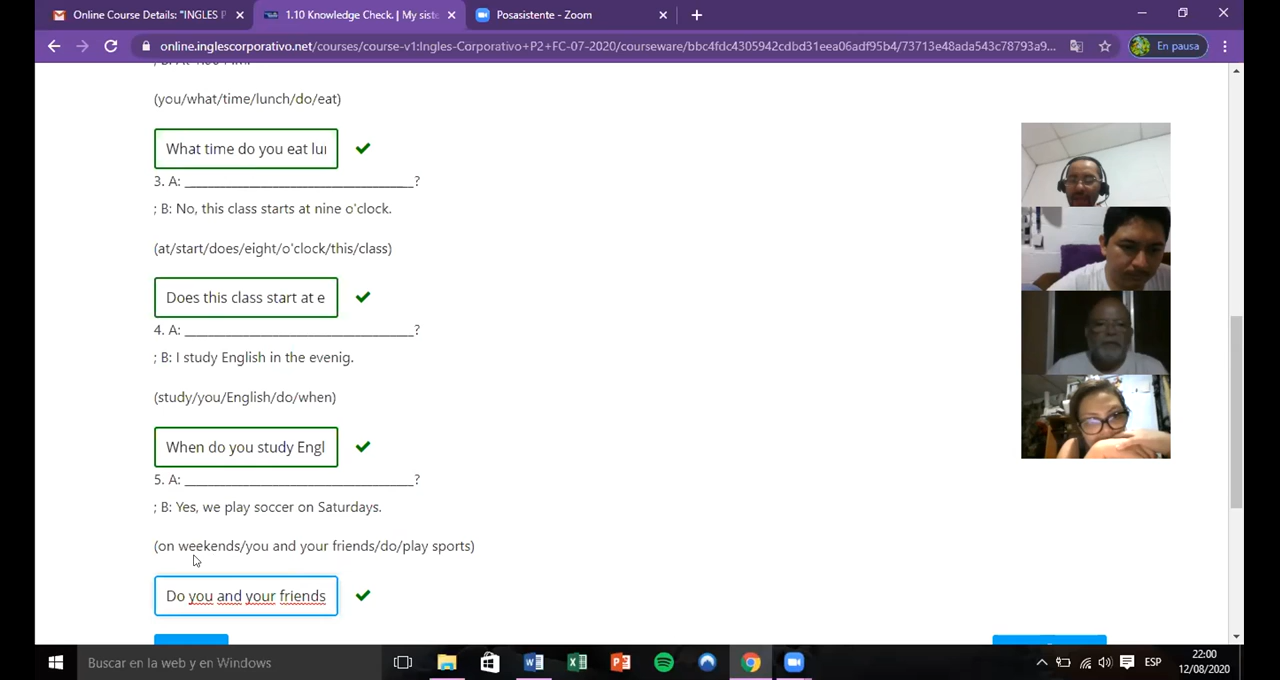 Online Course Details: "INGLES P
1.10 Knowledge Check. | My siste
Posasistente - Zoom
online.inglescorporativo.net/courses/course-v1:Ingles-Corporativo+P2+FC-07-2020/courseware/bbc4fdc4305942cdbd31eea06adf95b4/73713e48ada543c78793a9...
En pausa
(you/what/time/lunch/do/eat)
What time do you eat lun
3. A: ________________________________?
; B: No, this class starts at nine o'clock.
(at/start/does/eight/o'clock/this/class)
Does this class start at e
4. A: ________________________________?
; B: I study English in the evenig.
(study/you/English/do/when)
When do you study Engl
5. A: ________________________________?
; B: Yes, we play soccer on Saturdays.
(on weekends/you and your friends/do/play sports)
Do you and your friends
Buscar en la web y en Windows
ESP
22:00
12/08/2020